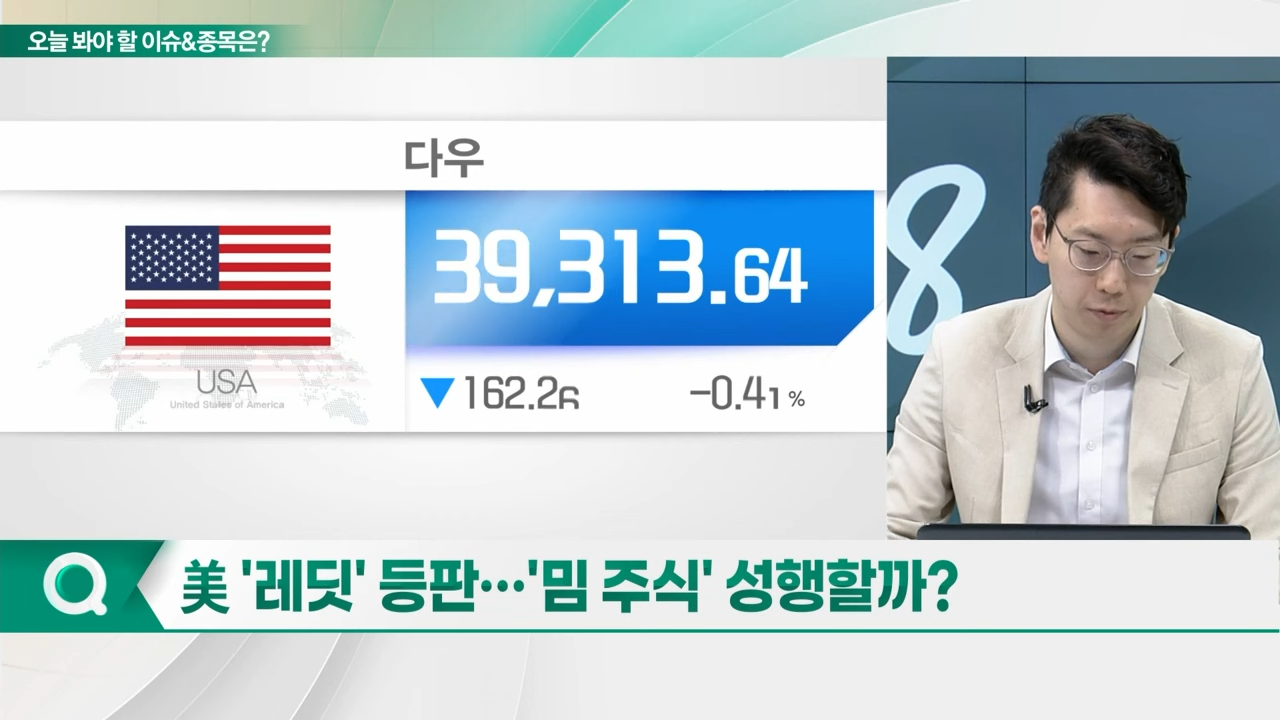 오늘 봐야 할 이슈&종목은?
다우
39,313.64
USA
United States of America
▼162.26
-0.41 %
8
美 '레딧' 등판…'밈 주식' 성행할까?